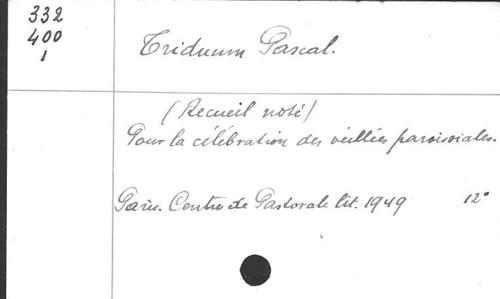 332
400
1
Triduum Pascal.
(Recueil noté)
Pour la célébration des veillées paroissiales.
Paris. Centre de Pastorale lit. 1949 12°